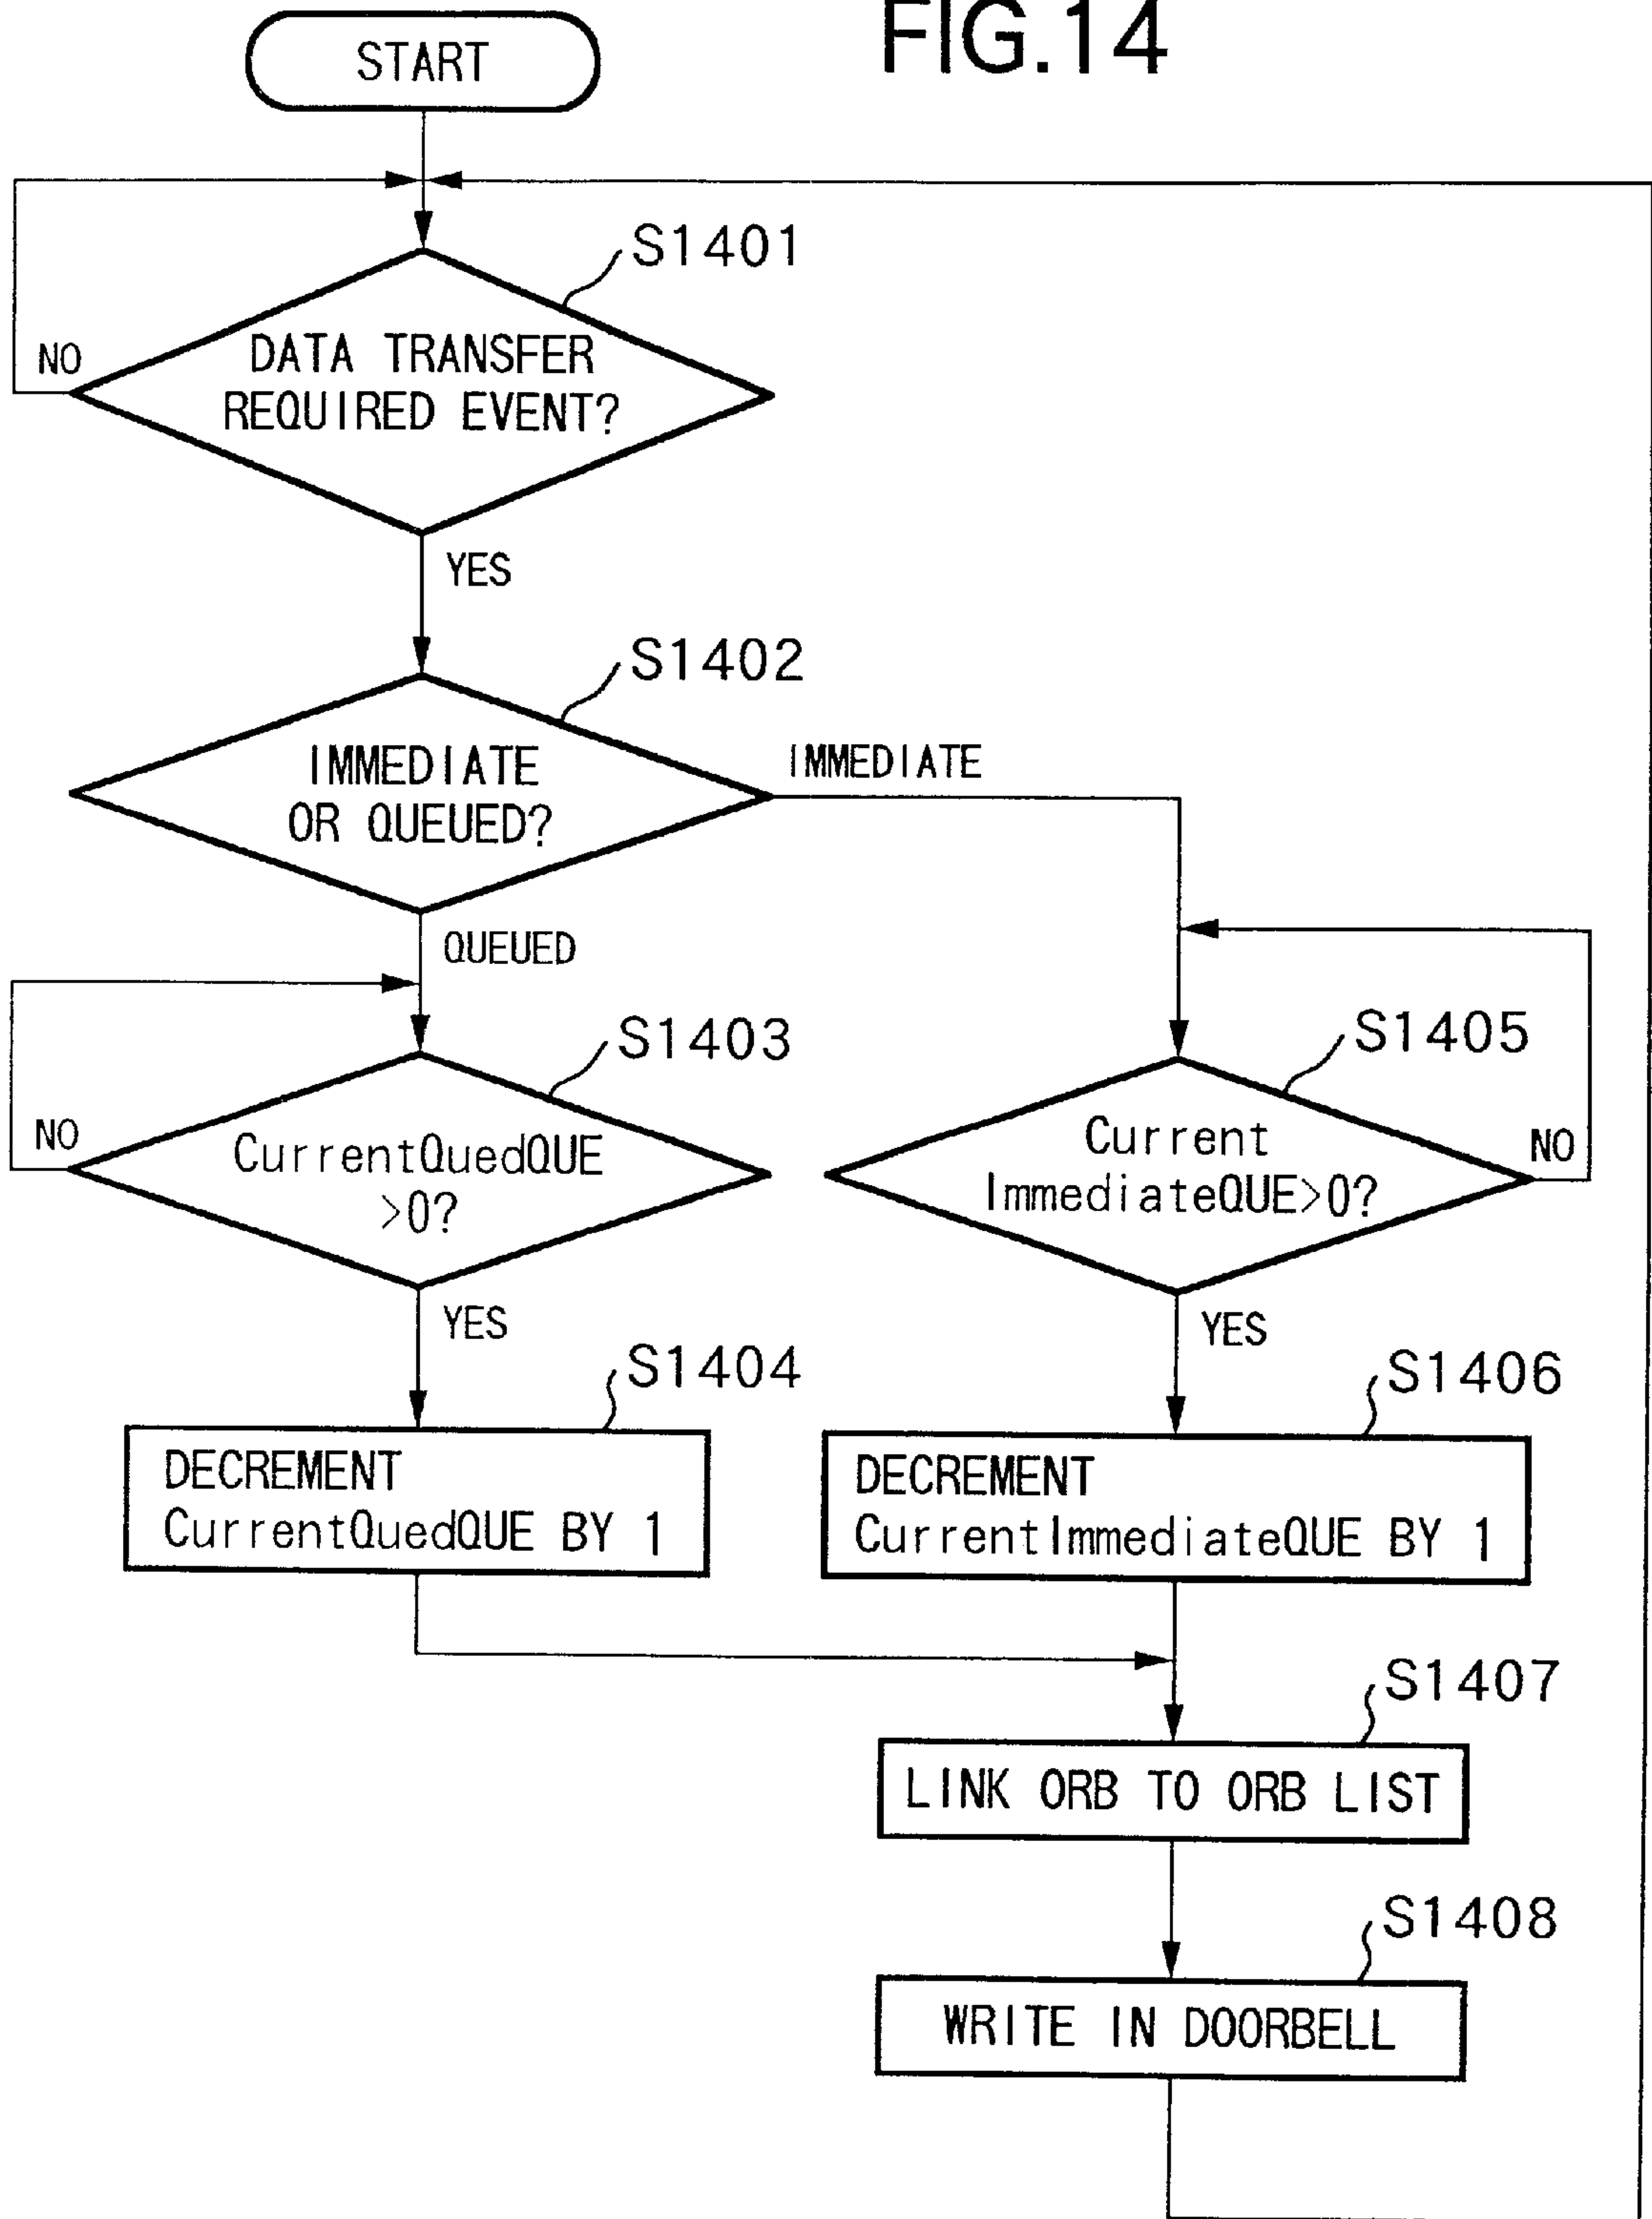 FIG.14
START
S1401
DATA TRANSFER
REQUIRED EVENT?
NO
YES
S1402
IMMEDIATE
OR QUEUED?
IMMEDIATE
QUEUED
S1403
CurrentQuedQUE
>0?
NO
YES
S1404
DECREMENT
CurrentQuedQUE BY 1
S1405
Current
ImmediateQUE>0?
NO
YES
S1406
DECREMENT
CurrentImmediateQUE BY 1
S1407
LINK ORB TO ORB LIST
S1408
WRITE IN DOORBELL